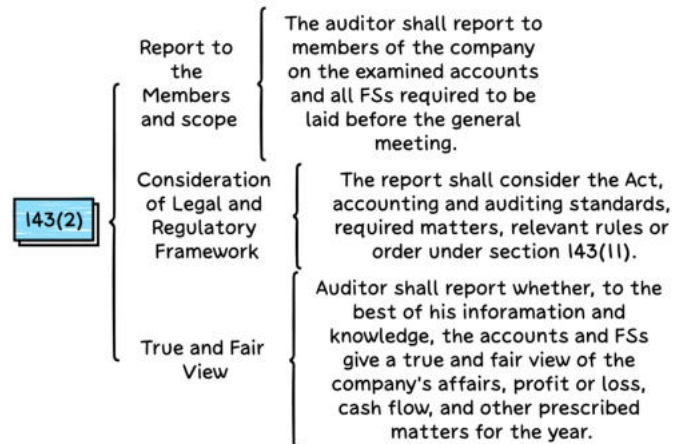 143(2)
Report to
the
Members
and scope
The auditor shall report to
members of the company
on the examined accounts
and all FSs required to be
laid before the general
meeting.
Consideration
of Legal and
Regulatory
Framework
The report shall consider the Act,
accounting and auditing standards,
required matters, relevant rules or
order under section 143(11).
True and Fair
View
Auditor shall report whether, to the
best of his inforamation and
knowledge, the accounts and FSs
give a true and fair view of the
company's affairs, profit or loss,
cash flow, and other prescribed
matters for the year.